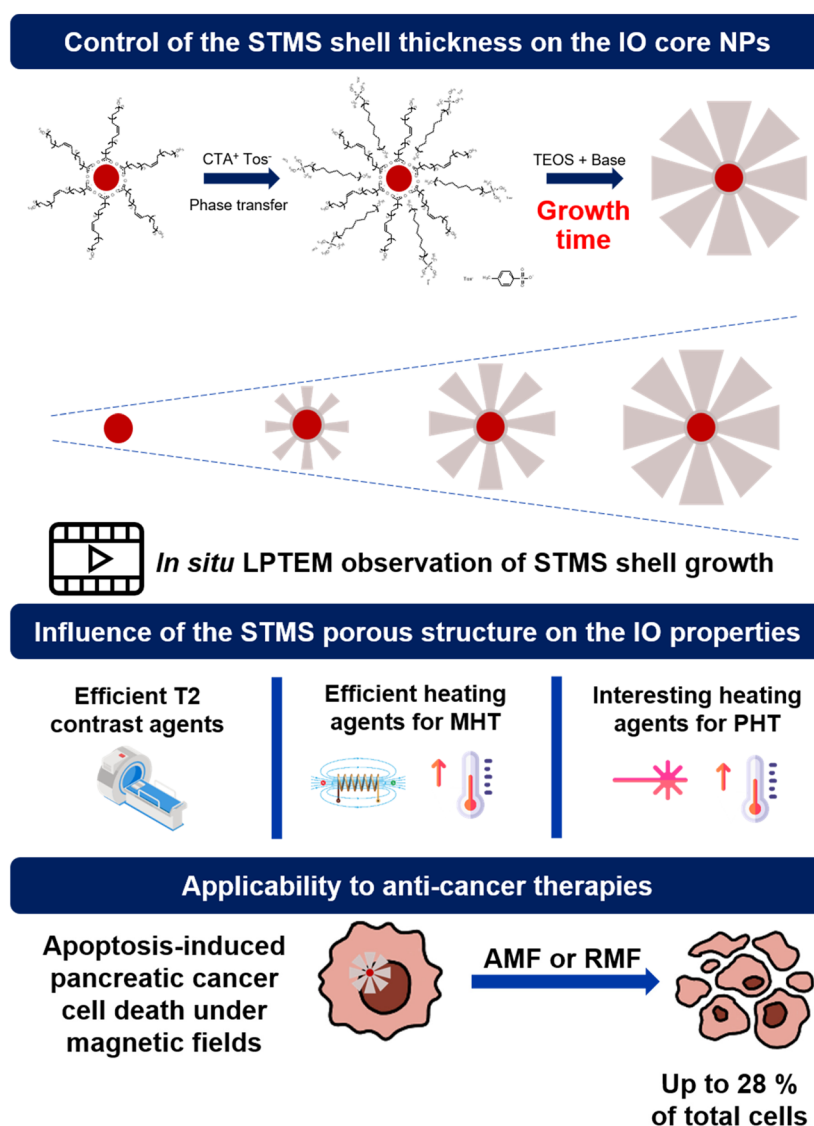 Control of the STMS shell thickness on the IO core NPs
CTA⁺ Tos⁻
Phase transfer
TEOS + Base
Growth
time
In situ LPTEM observation of STMS shell growth
Influence of the STMS porous structure on the IO properties
Efficient T2
contrast agents
Efficient heating
agents for MHT
Interesting heating
agents for PHT
Applicability to anti-cancer therapies
Apoptosis-induced
pancreatic cancer
cell death under
magnetic fields
AMF or RMF
Up to 28 %
of total cells